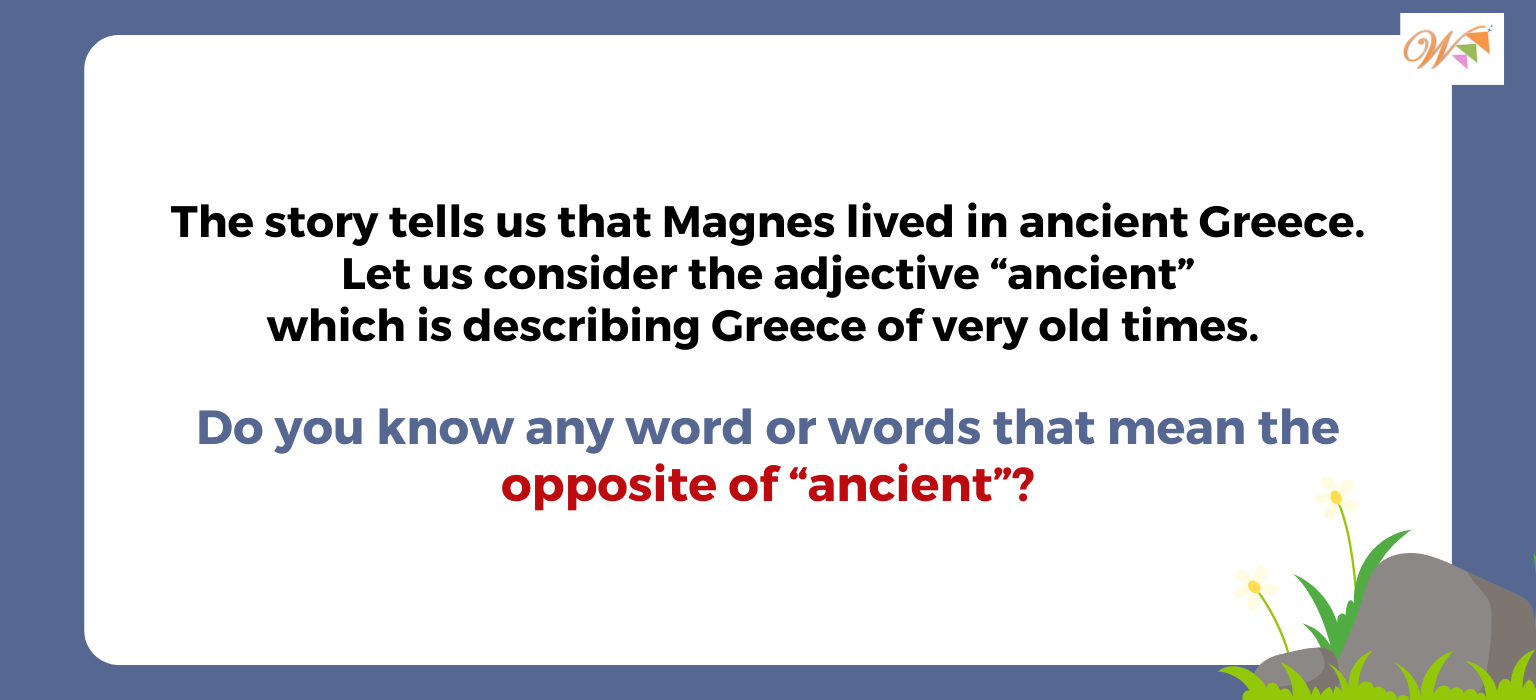 W
The story tells us that Magnes lived in ancient Greece.
Let us consider the adjective “ancient”
which is describing Greece of very old times.
Do you know any word or words that mean the
opposite of “ancient”?